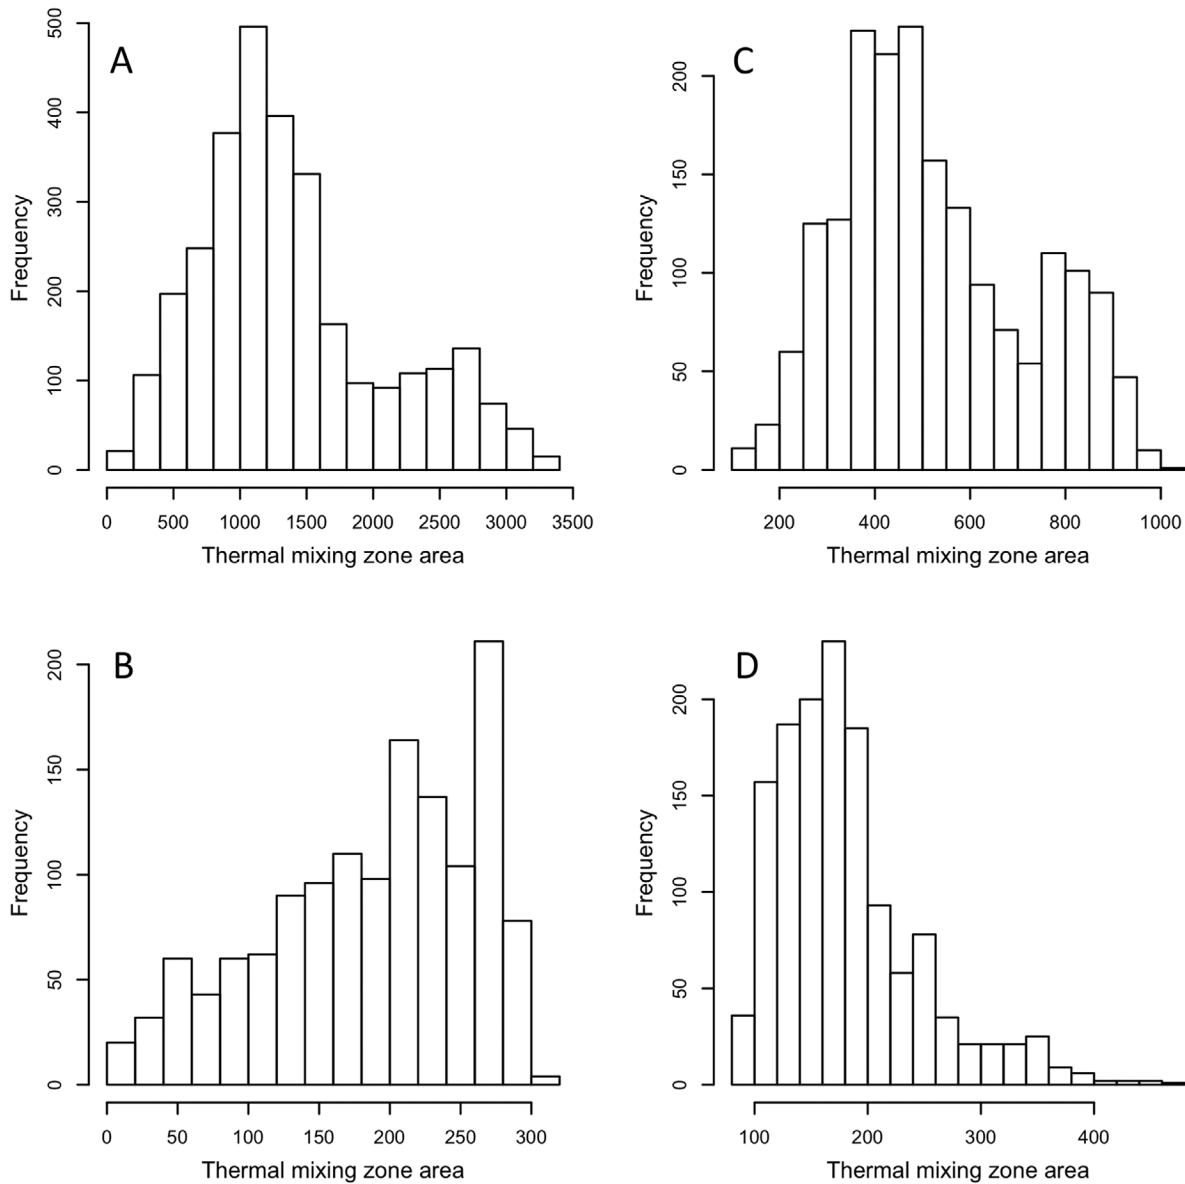 A
Frequency
0 100 200 300 400 500
0 500 1000 1500 2000 2500 3000 3500
Thermal mixing zone area
C
Frequency
0 50 100 150 200
200 400 600 800 1000
Thermal mixing zone area
B
Frequency
0 50 100 150 200
0 50 100 150 200 250 300
Thermal mixing zone area
D
Frequency
0 50 100 150 200
100 200 300 400
Thermal mixing zone area